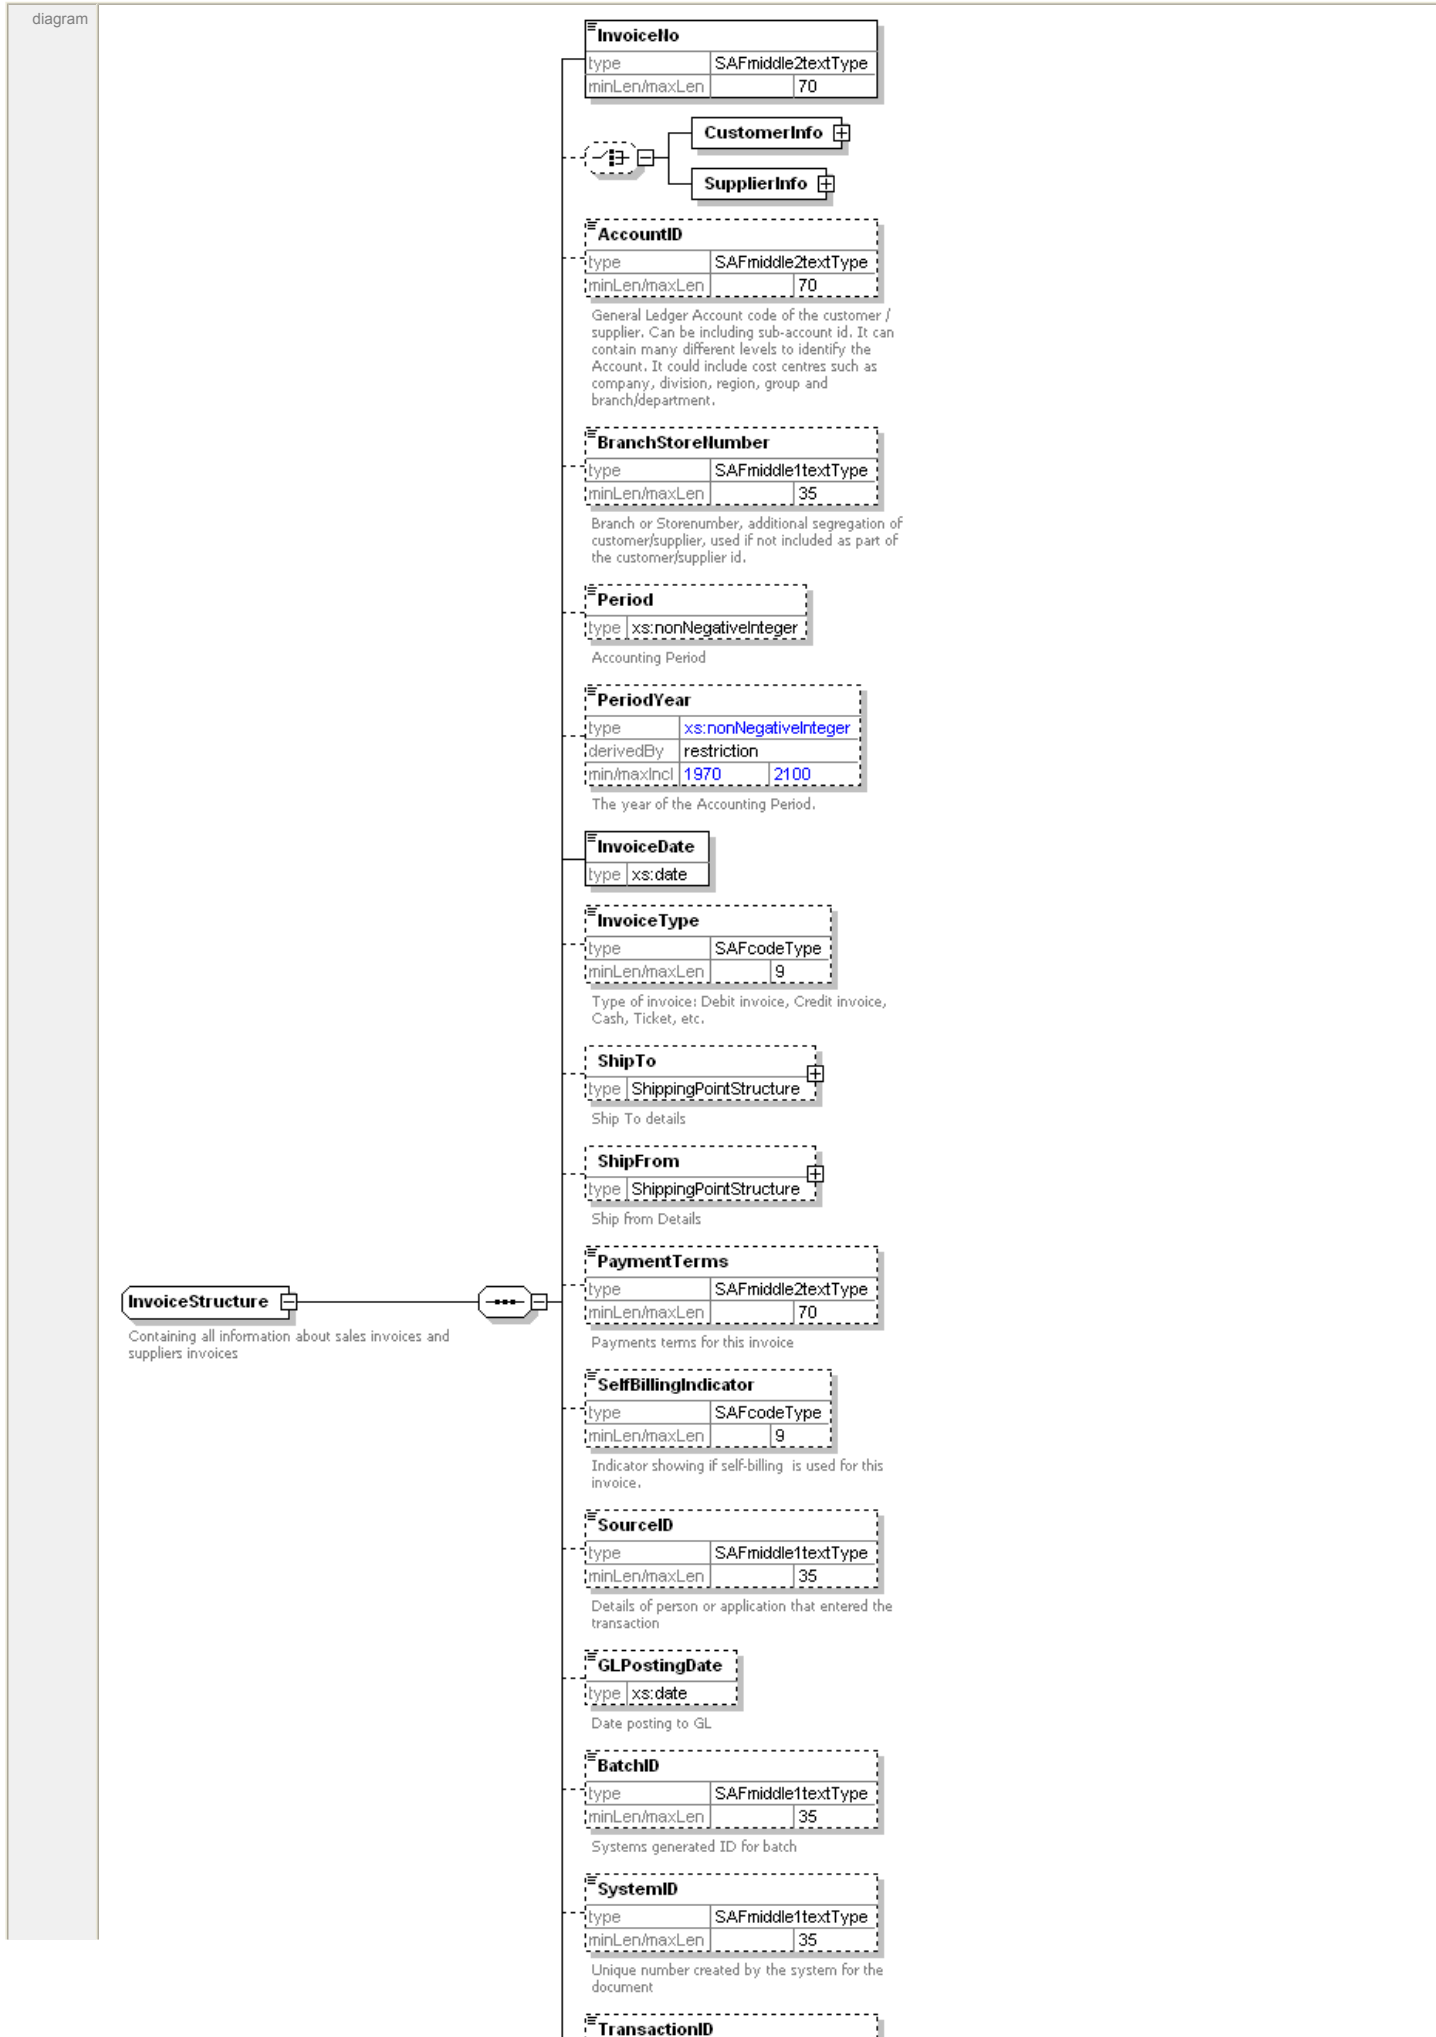 diagram
InvoiceNo
type SAFmiddle2textType
minLen/maxLen 70
CustomerInfo
SupplierInfo
AccountID
type SAFmiddle2textType
minLen/maxLen 70
General Ledger Account code of the customer /
supplier. Can be including sub-account id. It can
contain many different levels to identify the
Account. It could include cost centres such as
company, division, region, group and
branch/department.
BranchStoreNumber
type SAFmiddle1textType
minLen/maxLen 35
Branch or Storenumber, additional segregation of
customer/supplier, used if not included as part of
the customer/supplier id.
Period
type xs:nonNegativeInteger
Accounting Period
PeriodYear
type xs:nonNegativeInteger
derivedBy restriction
min/maxIncl 1970 2100
The year of the Accounting Period.
InvoiceDate
type xs:date
InvoiceType
type SAFcodeType
minLen/maxLen 9
Type of invoice: Debit invoice, Credit invoice,
Cash, Ticket, etc.
ShipTo
type ShippingPointStructure
Ship To details
ShipFrom
type ShippingPointStructure
Ship from Details
InvoiceStructure
Containing all information about sales invoices and
suppliers invoices
PaymentTerms
type SAFmiddle2textType
minLen/maxLen 70
Payments terms for this invoice
SelfBillingIndicator
type SAFcodeType
minLen/maxLen 9
Indicator showing if self-billing is used for this
invoice.
SourceID
type SAFmiddle1textType
minLen/maxLen 35
Details of person or application that entered the
transaction
GLPostingDate
type xs:date
Date posting to GL
BatchID
type SAFmiddle1textType
minLen/maxLen 35
Systems generated ID for batch
SystemID
type SAFmiddle1textType
minLen/maxLen 35
Unique number created by the system for the
document
TransactionID